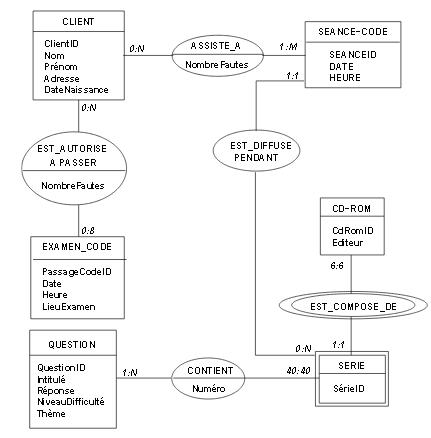 CLIENT
ClientID
Nom
Prénom
Adresse
DateNaissance
0:N
ASSISTE_A
NombreFautes
1:M
SEANCE-CODE
SEANCEID
DATE
HEURE
1:1
0:N
EST_AUTORISE
A PASSER
NombreFautes
0:8
EST_DIFFUSE
PENDANT
CD-ROM
CdRomID
Editeur
6:6
EXAMEN_CODE
PassageCodeID
Date
Heure
LieuExamen
EST_COMPOSE_DE
1:1
0:N
QUESTION
QuestionID
Intitulé
Réponse
NiveauDifficulté
Thème
1:N
CONTIENT
Numéro
40:40
SERIE
SérieID